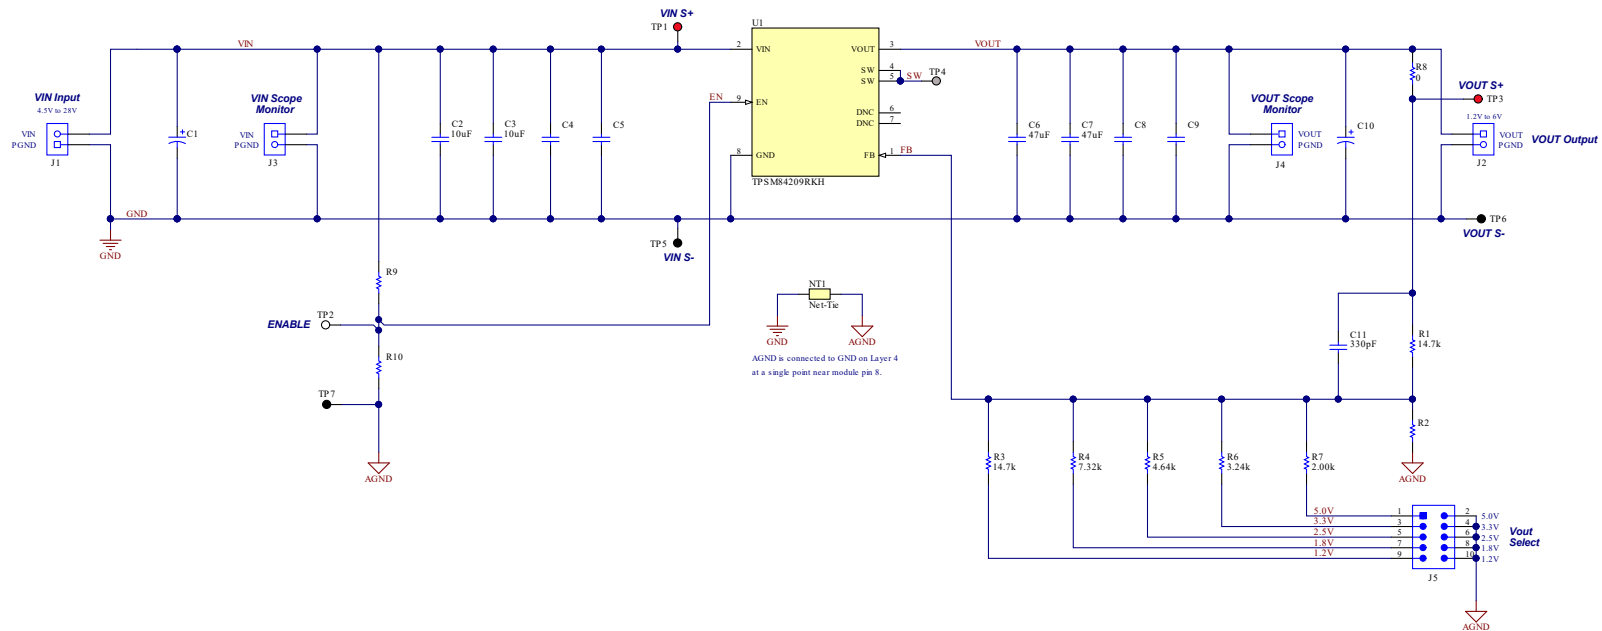 VIN S+
TP1
U1
VIN
2
VIN
VOUT
3
VOUT
SW
4
SW
5
SW
TP4
R8
0
VOUT S+
TP3
1.2V to 6V
VIN Input
4.5V to 28V
VIN
PGND
J1
C1
VIN Scope
Monitor
VIN
PGND
J3
C2
10uF
C3
10uF
C4
C5
EN
9
EN
DNC
6
DNC
7
8
GND
FB
1
FB
TPSM84209RKH
C6
47uF
C7
47uF
C8
C9
VOUT Scope
Monitor
VOUT
PGND
J4
C10
VOUT
PGND
J2
VOUT Output
GND
GND
TP5
VIN S-
TP6
VOUT S-
R9
TP2
ENABLE
R10
TP7
AGND
NT1
Net-Tie
GND
AGND
AGND is connected to GND on Layer 4
at a single point near module pin 8.
C11
330pF
R1
14.7k
R2
AGND
R3
14.7k
R4
7.32k
R5
4.64k
R6
3.24k
R7
2.00k
5.0V
1
2
5.0V
3.3V
3
4
3.3V
2.5V
5
6
2.5V
1.8V
7
8
1.8V
1.2V
9
10
1.2V
Vout
Select
J5
AGND